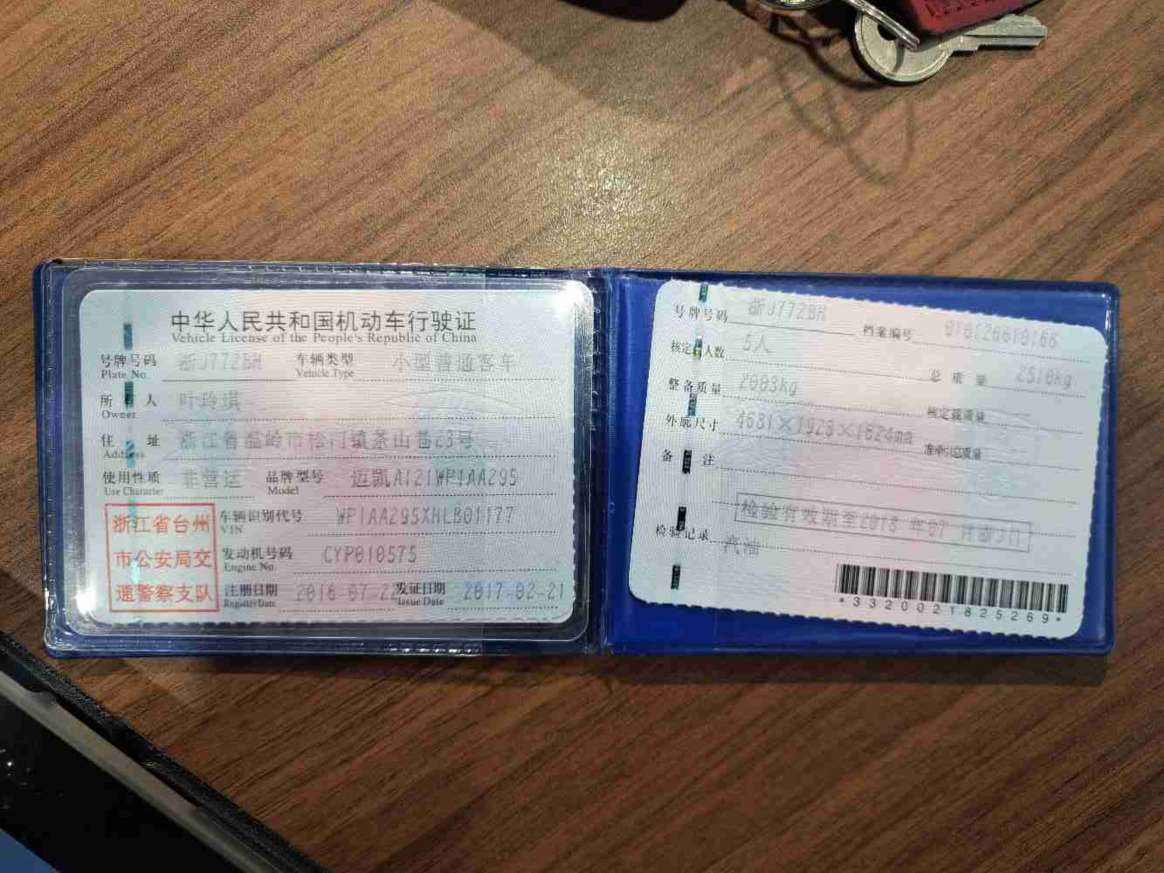 中华人民共和国机动车行驶证
Vehicle License of the People's Republic of China
号牌号码 浙J772BH 车辆类型 小型普通客车
Plate No. Vehicle Type
所有人 叶玲琪
Owner
住址 浙江省温岭市松门镇茶山巷23号
Address
使用性质 非营运 品牌型号 迈凯A121WP1AA295
Use Character Model
浙江省台州
市公安局交
通警察支队
车辆识别代号 WP1AA295XHLB01177
VIN
发动机号码 CYP010575
Engine No.
注册日期 2016-07-22 发证日期 2017-02-21
Register Date Issue Date
号牌号码 浙J772BH 档案编号
核定人数 5人 总质量 2510kg
整备质量 2003kg 核定载质量
外廓尺寸 4681×1923×1624mm 准牵引总质量
备注
检验有效期至2018年07月
检验记录 汽油
*3320021825269*